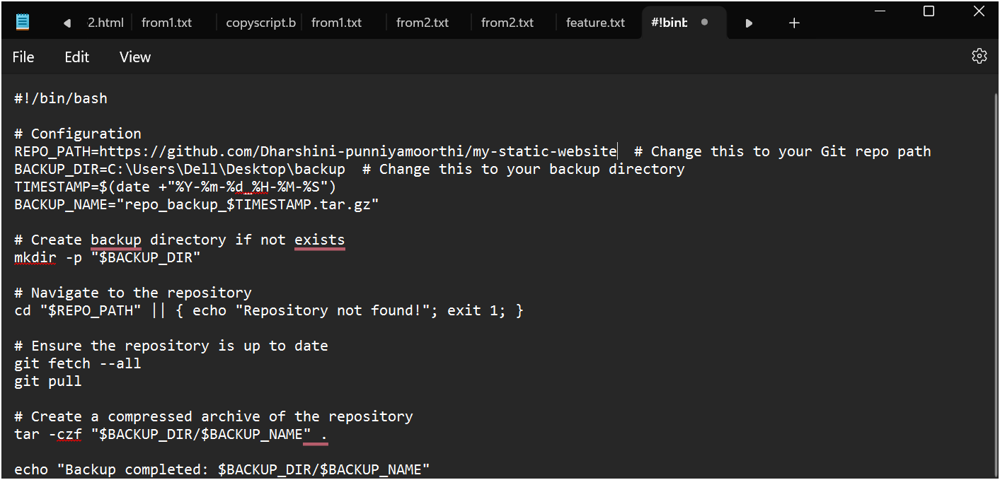 2.html from1.txt copyscript.b from1.txt from2.txt from2.txt feature.txt #!bint
File Edit View
#!/bin/bash
# Configuration
REPO_PATH=https://github.com/Dharshini-punniyamoorthi/my-static-website  # Change this to your Git repo path
BACKUP_DIR=C:\Users\Dell\Desktop\backup  # Change this to your backup directory
TIMESTAMP=$(date +"%Y-%m-%d_%H-%M-%S")
BACKUP_NAME="repo_backup_$TIMESTAMP.tar.gz"
# Create backup directory if not exists
mkdir -p "$BACKUP_DIR"
# Navigate to the repository
cd "$REPO_PATH" || { echo "Repository not found!"; exit 1; }
# Ensure the repository is up to date
git fetch --all
git pull
# Create a compressed archive of the repository
tar -czf "$BACKUP_DIR/$BACKUP_NAME" .
echo "Backup completed: $BACKUP_DIR/$BACKUP_NAME"